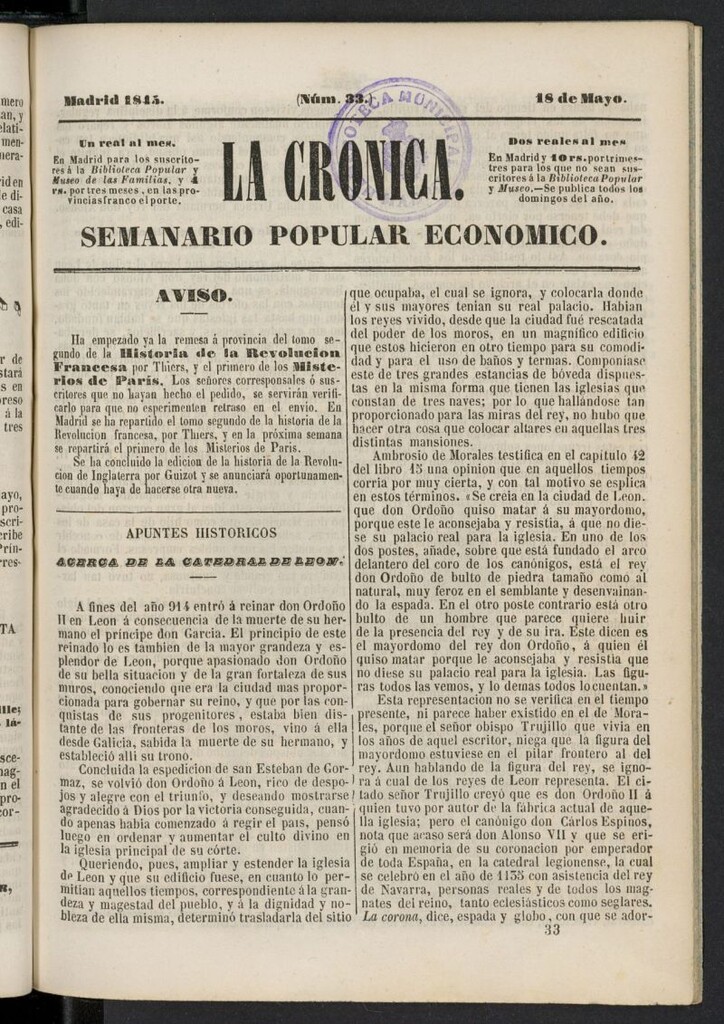 Madrid 1845.
(Núm. 33.)
18 de Mayo.
Un real al mes.
En Madrid para los suscrito-
res á la Biblioteca Popular y
Museo de las Familias, y 4
rs. por tres meses, en las pro-
vincias franco el porte.
LA CRONICA.
Dos reales al mes
En Madrid y 10 rs. por trimes-
tres para los que no sean sus-
critores á la Biblioteca Popular
y Museo.—Se publica todos los
domingos del año.
SEMANARIO POPULAR ECONOMICO.
AVISO.
Ha empezado ya la remesa á provincia del tomo se-
gundo de la Historia de la Revolucion
Francesa por Thiers, y el primero de los Miste-
rios de París. Los señores corresponsales ó sus-
critores que no hayan hecho el pedido, se servirán verifi-
carlo para que no esperimenten retraso en el envio. En
Madrid se ha repartido el tomo segundo de la historia de la
Revolucion francesa, por Thiers, y en la próxima semana
se repartirá el primero de los Misterios de Paris.
Se ha concluido la edicion de la historia de la Revolu-
cion de Inglaterra por Guizot y se anunciará oportunamen-
te cuando haya de hacerse otra nueva.
APUNTES HISTORICOS
ACERCA DE LA CATEDRAL DE LEON.
A fines del año 914 entró á reinar don Ordoño
II en Leon á consecuencia de la muerte de su her-
mano el príncipe don Garcia. El principio de este
reinado lo es tambien de la mayor grandeza y es-
plendor de Leon, porque apasionado don Ordoño
de su bella situacion y de la gran fortaleza de sus
muros, conociendo que era la ciudad mas propor-
cionada para gobernar su reino, y que por las con-
quistas de sus progenitores, estaba bien dis-
tante de las fronteras de los moros, vino á ella
desde Galicia, sabida la muerte de su hermano, y
estableció alli su trono.
Concluida la espedicion de san Esteban de Gor-
maz, se volvió don Ordoño á Leon, rico de despo-
jos y alegre con el triunfo, y deseando mostrarse
agradecido á Dios por la victoria conseguida, cuan-
do apenas habia comenzado á regir el pais, pensó
luego en ordenar y aumentar el culto divino en
la iglesia principal de su córte.
Queriendo, pues, ampliar y estender la iglesia
de Leon y que su edificio fuese, en cuanto lo per-
mitian aquellos tiempos, correspondiente á la gran-
deza y magestad del pueblo, y á la dignidad y no-
bleza de ella misma, determinó trasladarla del sitio
que ocupaba, el cual se ignora, y colocarla donde
él y sus mayores tenian su real palacio. Habian
los reyes vivido, desde que la ciudad fué rescatada
del poder de los moros, en un magnífico edificio
que estos hicieron en otro tiempo para su comodi-
dad y para el uso de baños y termas. Componiase
este de tres grandes estancias de bóveda dispues-
tas en la misma forma que tienen las iglesias que
constan de tres naves; por lo que hallándose tan
proporcionado para las miras del rey, no hubo que
hacer otra cosa que colocar altares en aquellas tres
distintas mansiones.
Ambrosio de Morales testifica en el capítulo 42
del libro 15 una opinion que en aquellos tiempos
corria por muy cierta, y con tal motivo se esplica
en estos términos. «Se creia en la ciudad de Leon,
que don Ordoño quiso matar á su mayordomo,
porque este le aconsejaba y resistia, á que no die-
se su palacio real para la iglesia. En uno de los
dos postes, añade, sobre que está fundado el arco
delantero del coro de los canónigos, está el rey
don Ordoño de bulto de piedra tamaño como al
natural, muy feroz en el semblante y desenvainan-
do la espada. En el otro poste contrario está otro
bulto de un hombre que parece quiere huir
de la presencia del rey y de su ira. Este dicen es
el mayordomo del rey don Ordoño, á quien él
quiso matar porque le aconsejaba y resistia que
no diese su palacio real para la iglesia. Las figu-
ras todos las vemos, y lo demas todos lo cuentan.»
Esta representacion no se verifica en el tiempo
presente, ni parece haber existido en el de Mora-
les, porque el señor obispo Trujillo que vivia en
los años de aquel escritor, niega que la figura del
mayordomo estuviese en el pilar frontero al del
rey. Aun hablando de la figura del rey, se igno-
ra á cual de los reyes de Leon representa. El ci-
tado señor Trujillo creyó que es don Ordoño II á
quien tuvo por autor de la fábrica actual de aque-
lla iglesia; pero el canónigo don Cárlos Espinos,
nota que acaso será don Alonso VII y que se eri-
gió en memoria de su coronacion por emperador
de toda España, en la catedral legionense, la cual
se celebró en el año de 1135 con asistencia del rey
de Navarra, personas reales y de todos los mag-
nates del reino, tanto eclesiásticos como seglares.
La corona, dice, espada y globo, con que se ador-
33